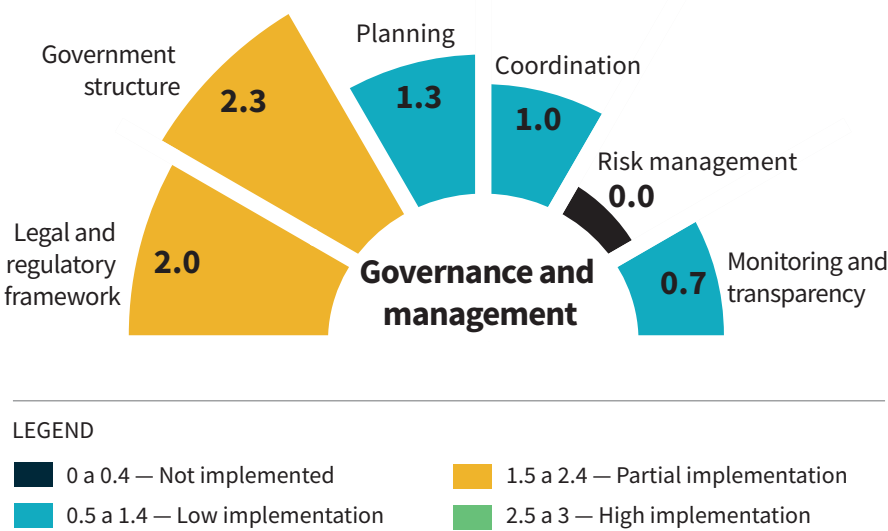 Government
structure
2.3
Planning
1.3
Coordination
1.0
Risk management
0.0
Legal and
regulatory
framework
2.0
Governance and
management
0.7
Monitoring and
transparency
LEGEND
0 a 0.4 — Not implemented
0.5 a 1.4 — Low implementation
1.5 a 2.4 — Partial implementation
2.5 a 3 — High implementation